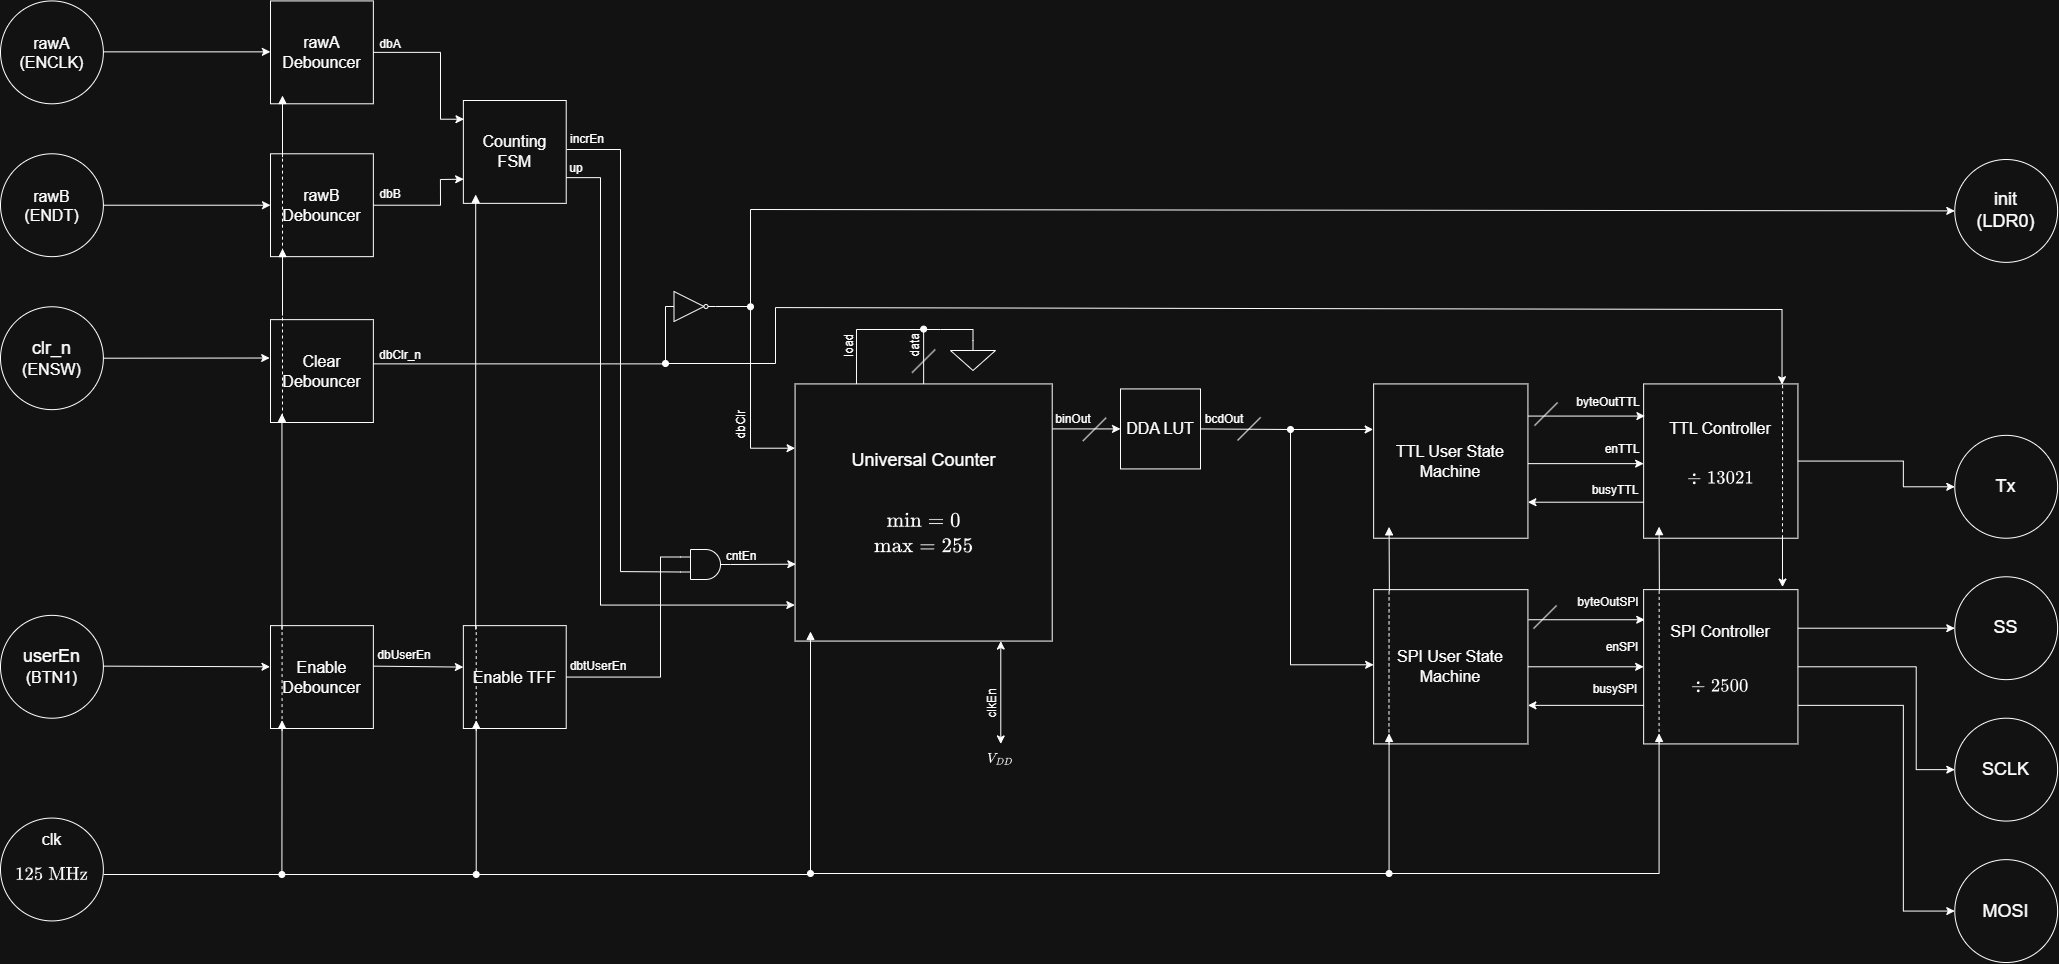 rawA
(ENCLK)
rawA
Debouncer
dbA
Counting
FSM
incrEn
up
rawB
(ENDT)
rawB
Debouncer
dbB
init
(LDR0)
clr_n
(ENSW)
Clear
Debouncer
dbClr_n
load
data
dbClr
Universal Counter
min = 0
max = 255
binOut
DDA LUT
bcdOut
TTL User State
Machine
byteOutTTL
enTTL
busyTTL
TTL Controller
÷ 13021
Tx
cntEn
userEn
(BTN1)
Enable
Debouncer
dbUserEn
Enable TFF
dbtUserEn
clkEn
V_DD
SPI User State
Machine
byteOutSPI
enSPI
busySPI
SPI Controller
÷ 2500
SS
SCLK
MOSI
clk
125 MHz